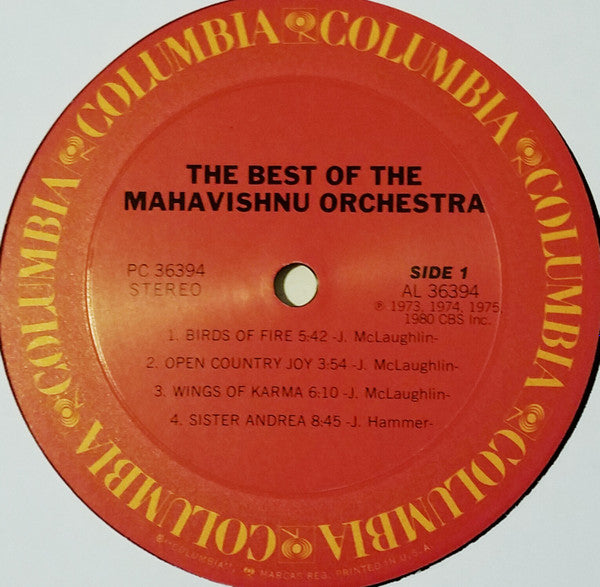 COLUMBIA COLUMBIA COLUMBIA COLUMBIA COLUMBIA COLUMBIA COLUMBIA
THE BEST OF THE
MAHAVISHNU ORCHESTRA
PC 36394
STEREO
SIDE 1
AL 36394
℗ 1973, 1974, 1975,
1980 CBS Inc.
1. BIRDS OF FIRE 5:42 -J. McLaughlin-
2. OPEN COUNTRY JOY 3:54 -J. McLaughlin-
3. WINGS OF KARMA 6:10 -J. McLaughlin-
4. SISTER ANDREA 8:45 -J. Hammer-
"COLUMBIA", MARCAS REG. PRINTED IN U.S.A